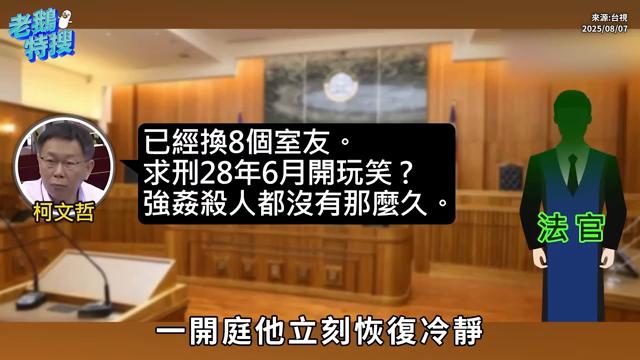 老鵝
特搜
來源:台視
2025/08/07
已經換8個室友。
求刑28年6月開玩笑？
強姦殺人都沒有那麼久。
柯文哲
法官
一開庭他立刻恢復冷靜